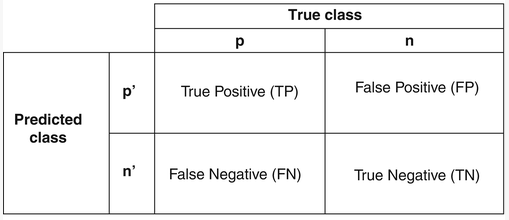 True class
p
n
Predicted
class
p’
True Positive (TP)
False Positive (FP)
n’
False Negative (FN)
True Negative (TN)